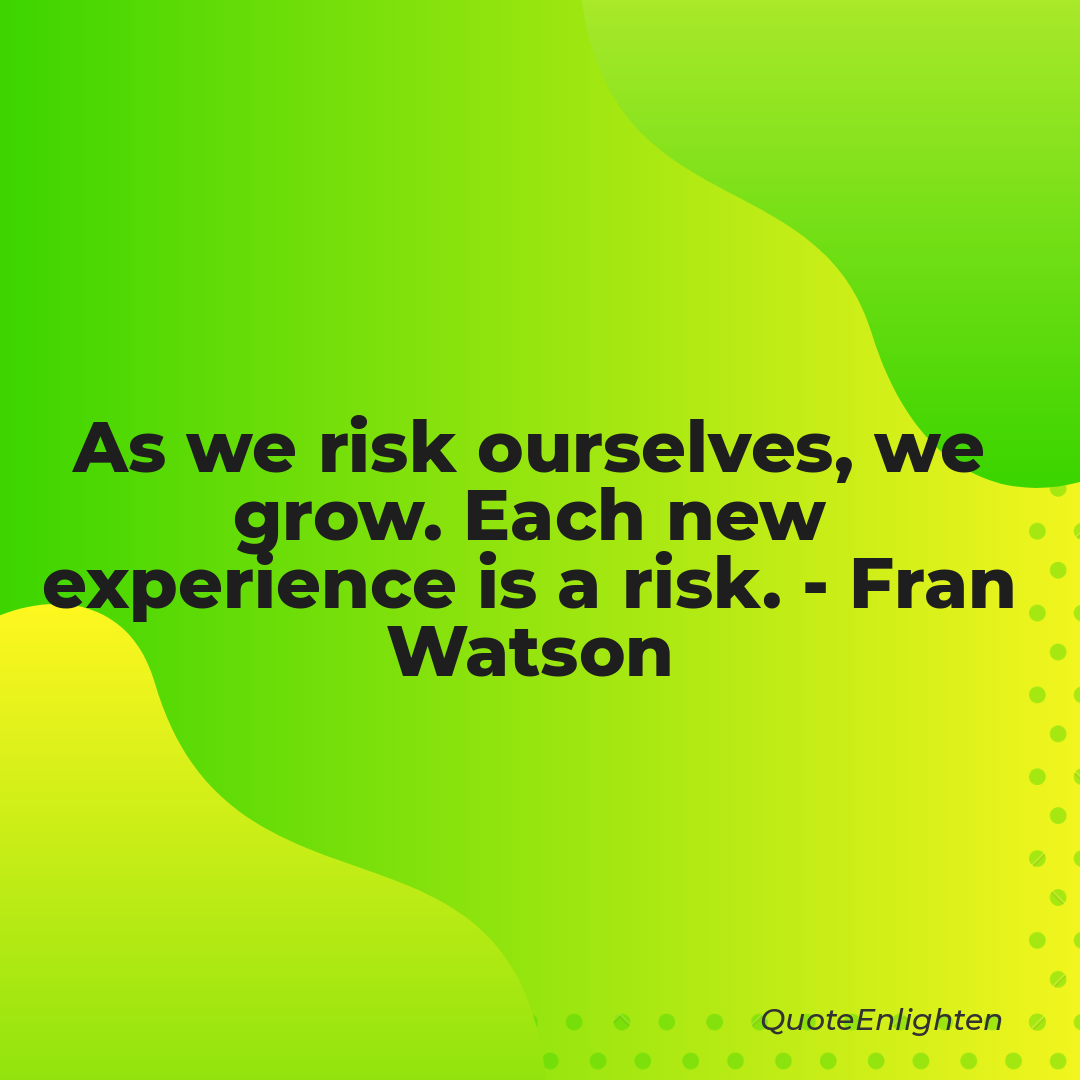 As we risk ourselves, we
grow. Each new
experience is a risk. - Fran
Watson
QuoteEnlighten